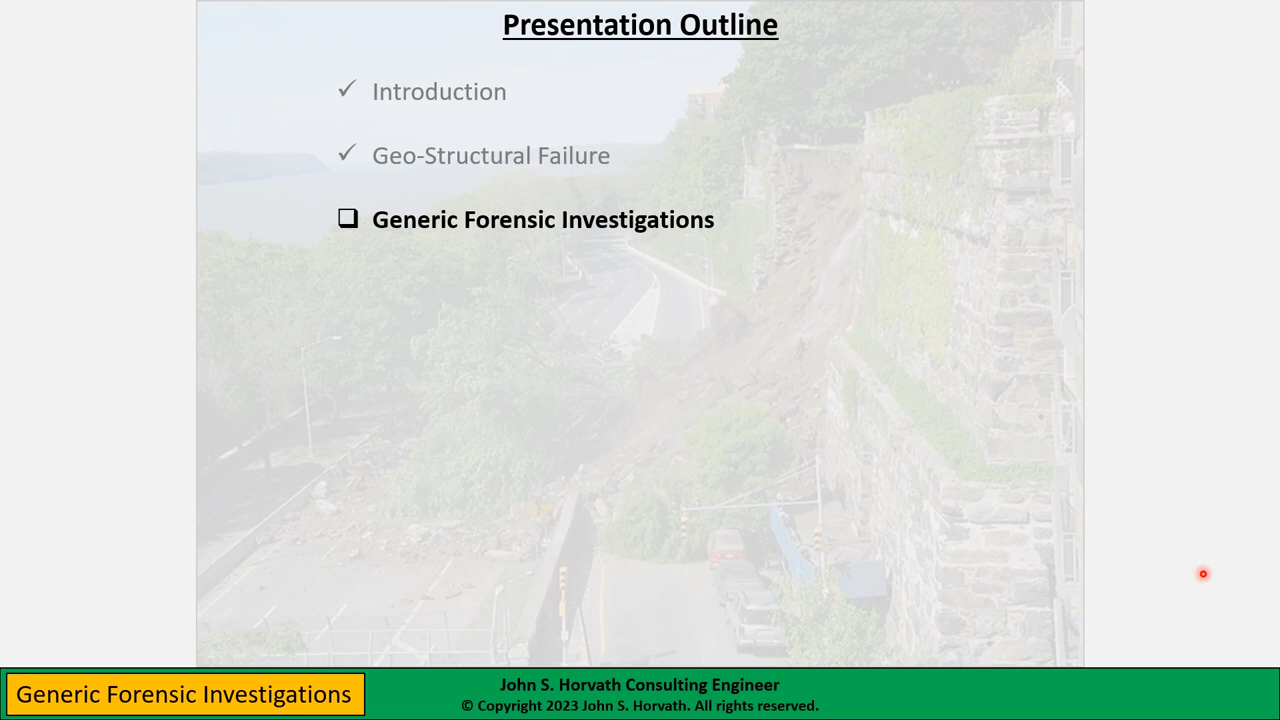 Presentation Outline
✓ Introduction
✓ Geo-Structural Failure
❑ Generic Forensic Investigations
Generic Forensic Investigations
John S. Horvath Consulting Engineer
© Copyright 2023 John S. Horvath. All rights reserved.